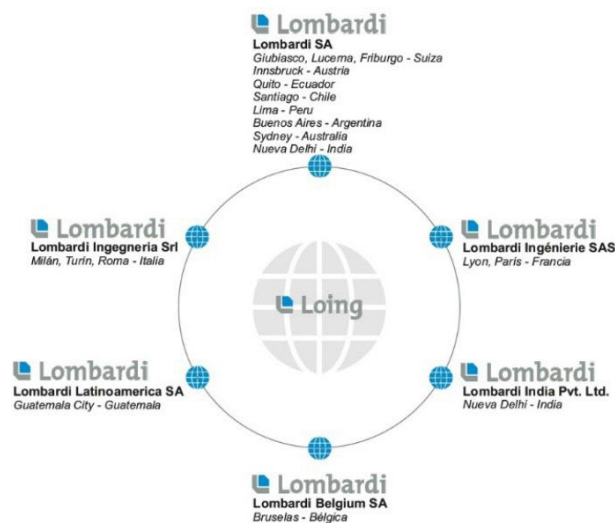 Lombardi
Lombardi SA
Giubiasco, Lucerna, Friburgo - Suiza
Innsbruck - Austria
Quito - Ecuador
Santiago - Chile
Lima - Peru
Buenos Aires - Argentina
Sydney - Australia
Nueva Delhi - India
Lombardi
Lombardi Ingegneria Srl
Milán, Turín, Roma - Italia
Lombardi
Lombardi Ingénierie SAS
Lyon, París - Francia
Loing
Lombardi
Lombardi Latinoamerica SA
Guatemala City - Guatemala
Lombardi
Lombardi India Pvt. Ltd.
Nueva Delhi - India
Lombardi
Lombardi Belgium SA
Bruselas - Bélgica